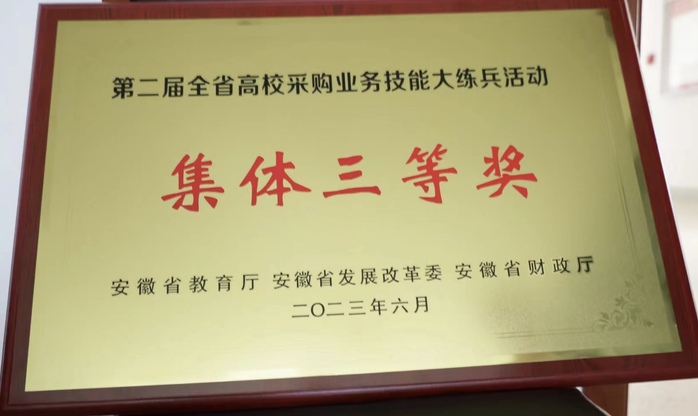 第二届全省高校采购业务技能大练兵活动
集体三等奖
安徽省教育厅 安徽省发展改革委 安徽省财政厅
二〇二三年六月